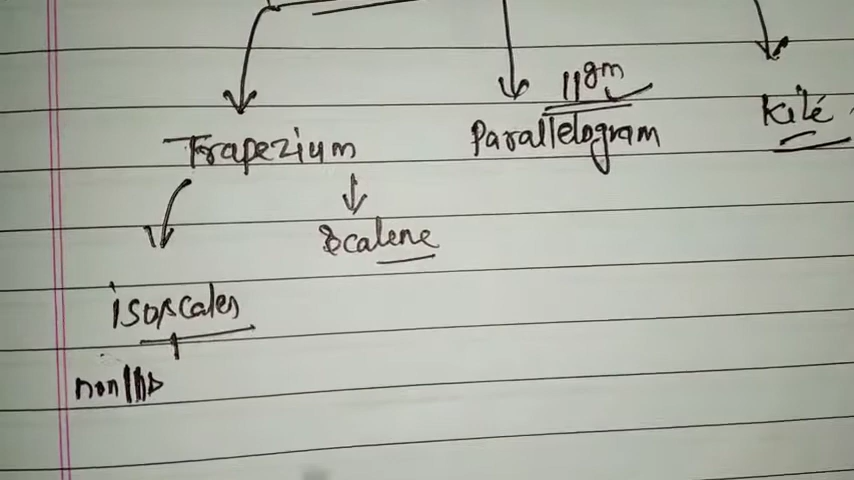 ||gm
Trapezium Parallelogram Kite
Scalene
isoscales
non||